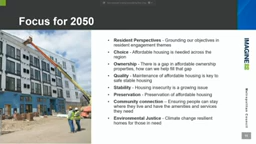 Focus for 2050
• Resident Perspectives - Grounding our objectives in
resident engagement themes
• Choice - Affordable housing is needed across the
region
• Ownership - There is a gap in affordable ownership
properties, how can we help fill that gap
• Quality - Maintenance of affordable housing is key to
safe stable housing
• Stability - Housing insecurity is a growing issue
• Preservation - Preservation of affordable housing
• Community connection – Ensuring people can stay
where they live and have the amenities and services
they need
• Environmental Justice - Climate change resilient
homes for those in need
IMAGINE
Metropolitan Council